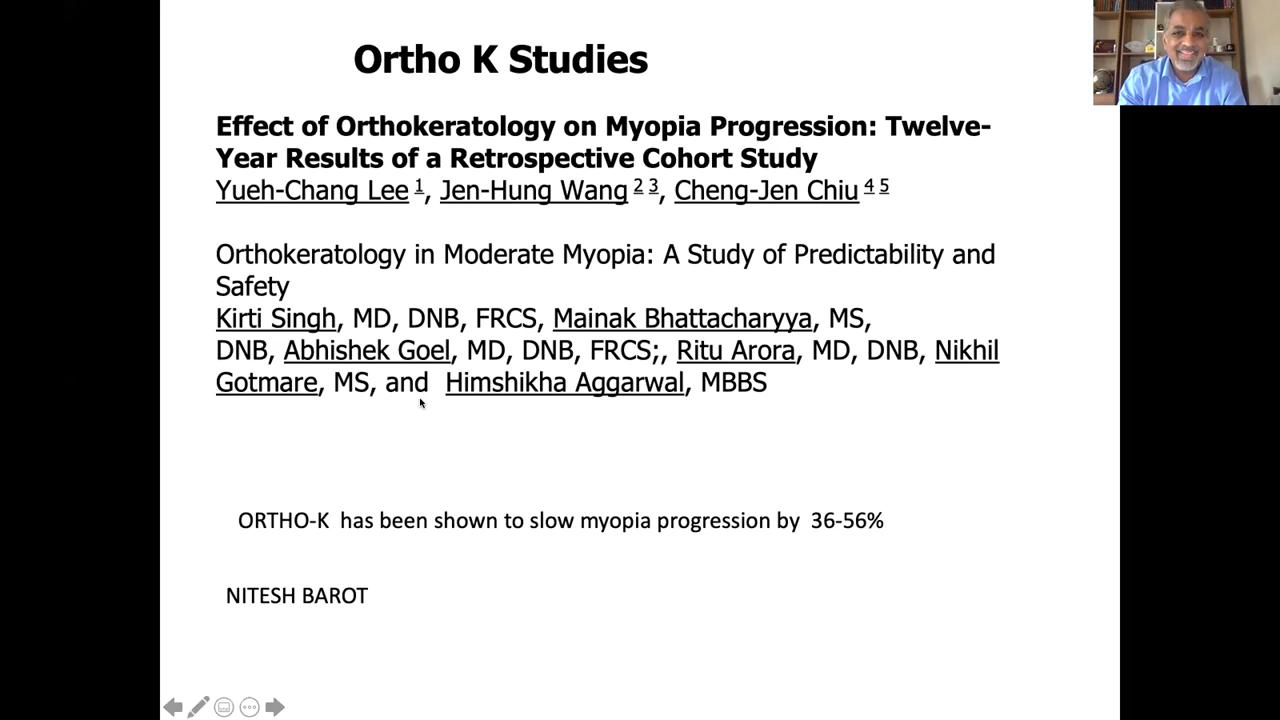 Ortho K Studies
Effect of Orthokeratology on Myopia Progression: Twelve-
Year Results of a Retrospective Cohort Study
Yueh-Chang Lee 1, Jen-Hung Wang 2 3, Cheng-Jen Chiu 4 5
Orthokeratology in Moderate Myopia: A Study of Predictability and
Safety
Kirti Singh, MD, DNB, FRCS, Mainak Bhattacharyya, MS,
DNB, Abhishek Goel, MD, DNB, FRCS;, Ritu Arora, MD, DNB, Nikhil
Gotmare, MS, and Himshikha Aggarwal, MBBS
ORTHO-K has been shown to slow myopia progression by 36-56%
NITESH BAROT